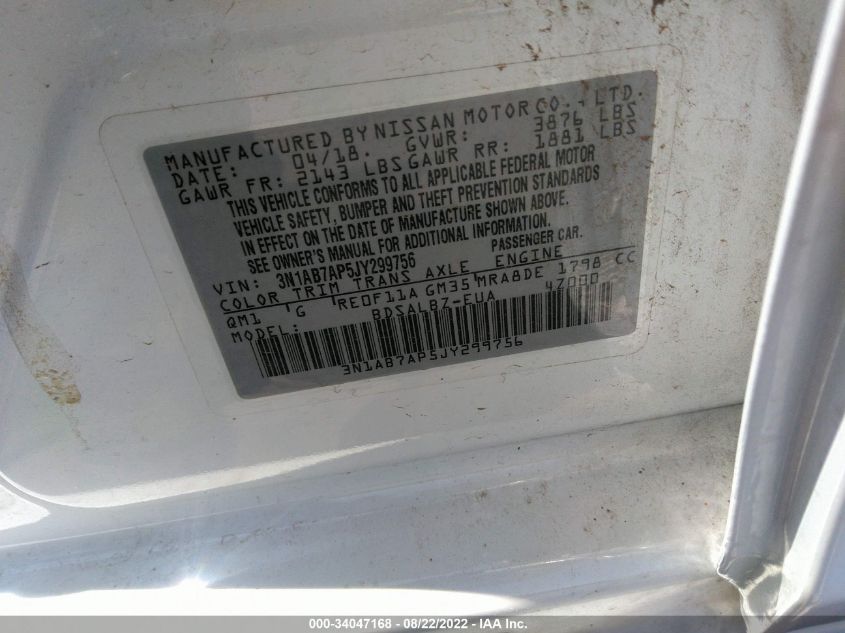 MANUFACTURED BY NISSAN MOTOR CO., LTD.
DATE: 04/18. GVWR: 3876 LBS
GAWR FR: 2143 LBS GAWR RR: 1881 LBS
THIS VEHICLE CONFORMS TO ALL APPLICABLE FEDERAL MOTOR
VEHICLE SAFETY, BUMPER AND THEFT PREVENTION STANDARDS
IN EFFECT ON THE DATE OF MANUFACTURE SHOWN ABOVE.
SEE OWNER'S MANUAL FOR ADDITIONAL INFORMATION.
VIN: 3N1AB7AP5JY299756 PASSENGER CAR.
COLOR TRIM TRANS AXLE ENGINE
QM1 G RE0F11A GM35 MRA8DE 1798 CC
MODEL: BDSALBZ-EUA 4Z000
3N1AB7AP5JY299756
000-34047168 - 08/22/2022 - IAA Inc.